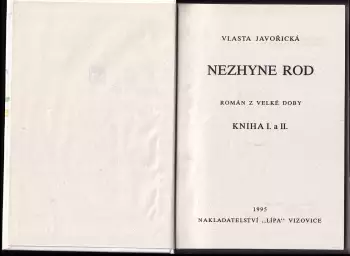 VLASTA JAVOŘICKÁ
NEZHYNE ROD
ROMÁN Z VELKÉ DOBY
KNIHA I. a II.
1995
NAKLADATELSTVÍ „LÍPA" VIZOVICE